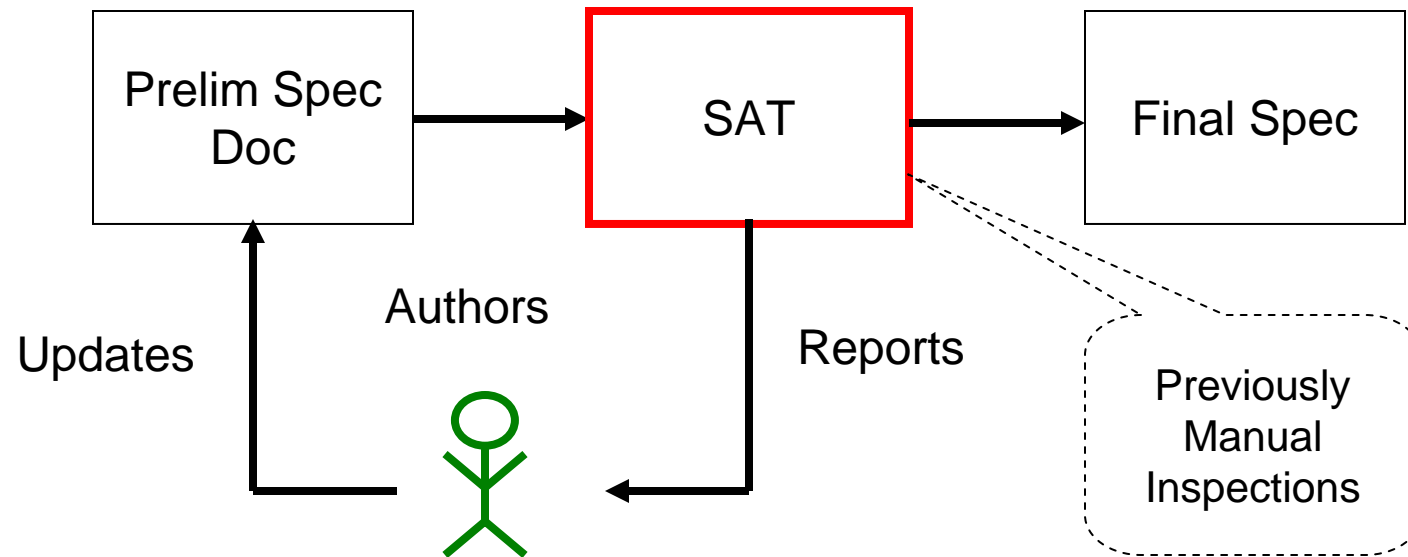 Prelim Spec
Doc
SAT
Final Spec
Authors
Updates
Reports
Previously
Manual
Inspections